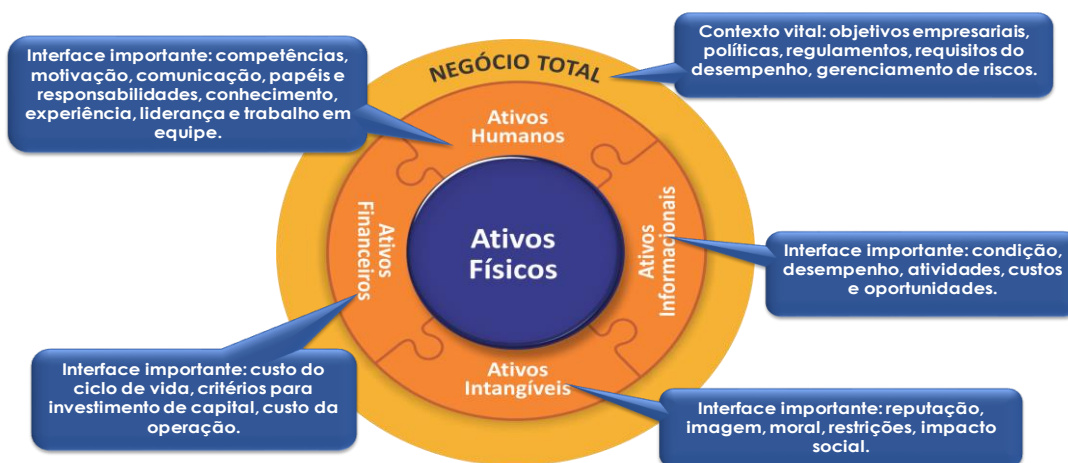 Interface importante: competências,
motivação, comunicação, papéis e
responsabilidades, conhecimento,
experiência, liderança e trabalho em
equipe.
Contexto vital: objetivos empresariais,
políticas, regulamentos, requisitos do
desempenho, gerenciamento de riscos.
NEGÓCIO TOTAL
Ativos
Humanos
Ativos
Financeiros
Ativos
Físicos
Ativos
Informacionais
Interface importante: condição,
desempenho, atividades, custos
e oportunidades.
Ativos
Intangíveis
Interface importante: custo do
ciclo de vida, critérios para
investimento de capital, custo da
operação.
Interface importante: reputação,
imagem, moral, restrições, impacto
social.